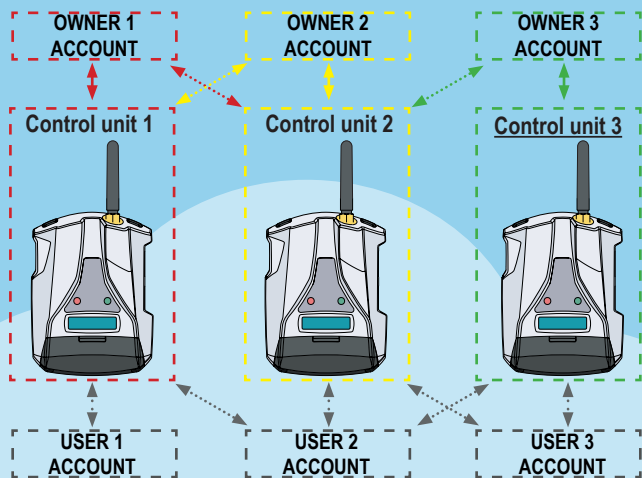 OWNER 1
ACCOUNT
OWNER 2
ACCOUNT
OWNER 3
ACCOUNT
Control unit 1
Control unit 2
Control unit 3
USER 1
ACCOUNT
USER 2
ACCOUNT
USER 3
ACCOUNT